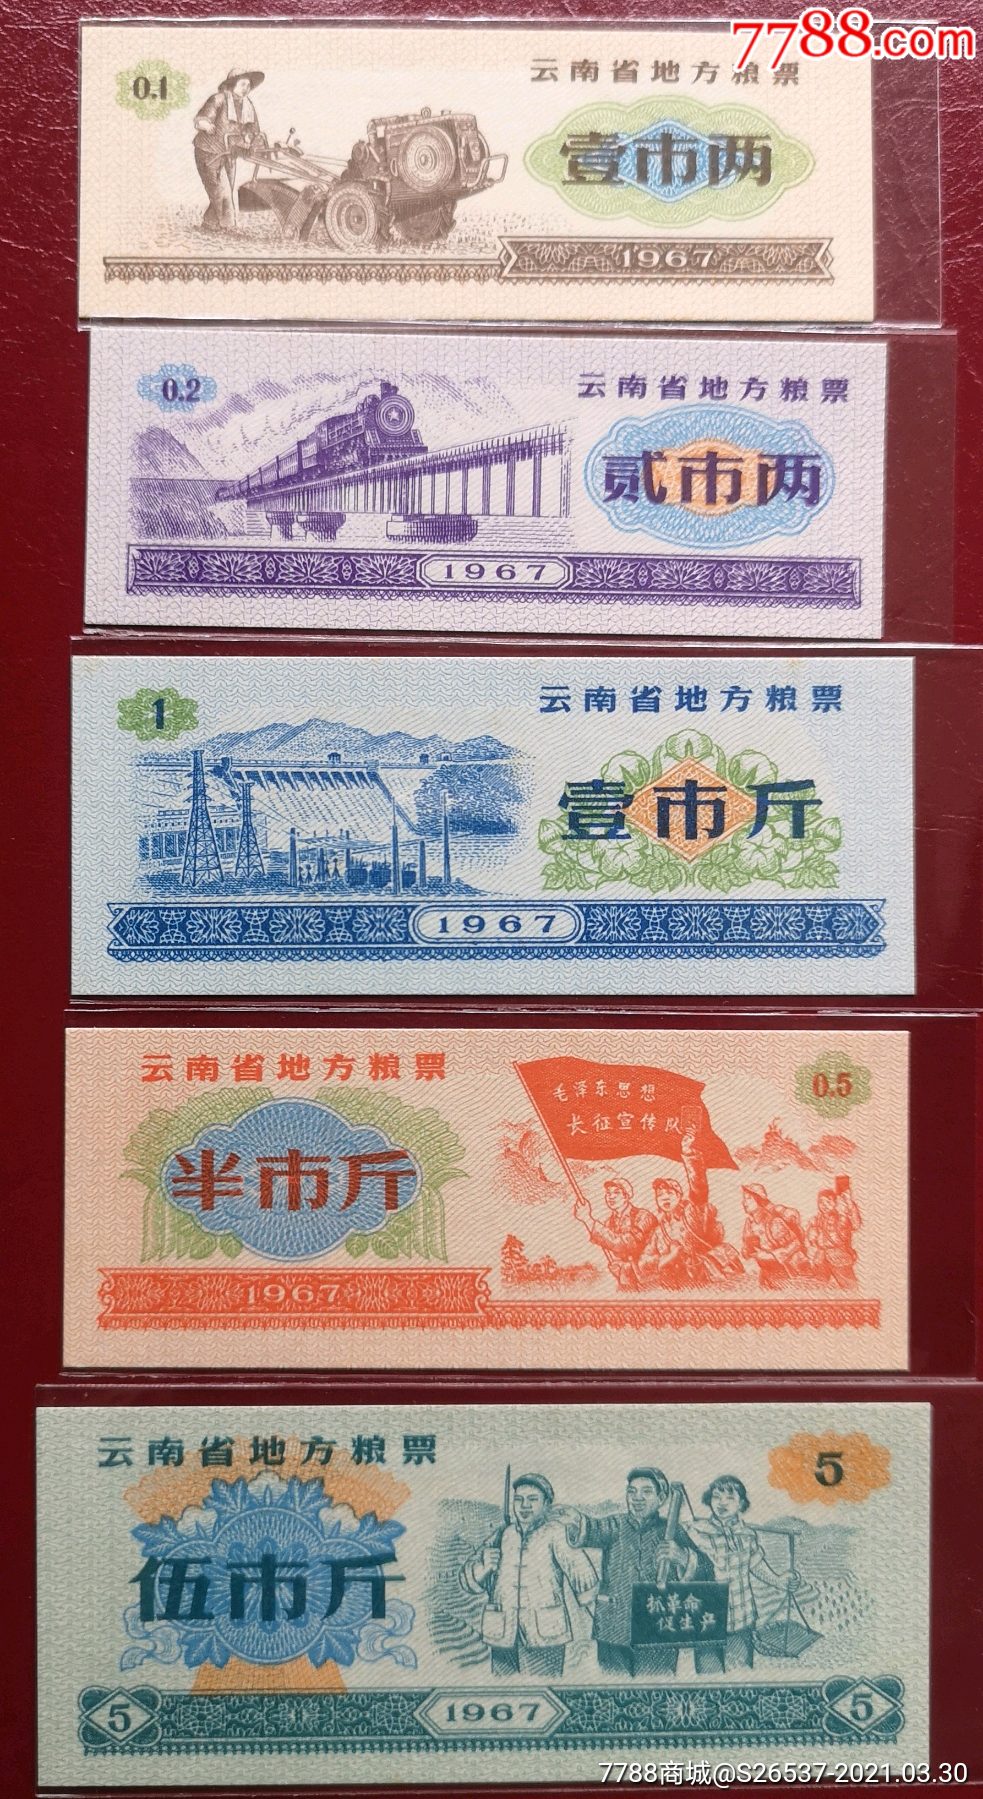 7788.com
0.1
云南省地方粮票
壹市两
1967
0.2
云南省地方粮票
贰市两
1967
1
云南省地方粮票
壹市斤
1967
云南省地方粮票
0.5
毛泽东思想
长征宣传队
半市斤
1967
云南省地方粮票
5
伍市斤
抓革命
促生产
5 1967 5
7788商城@S26537-2021.03.30